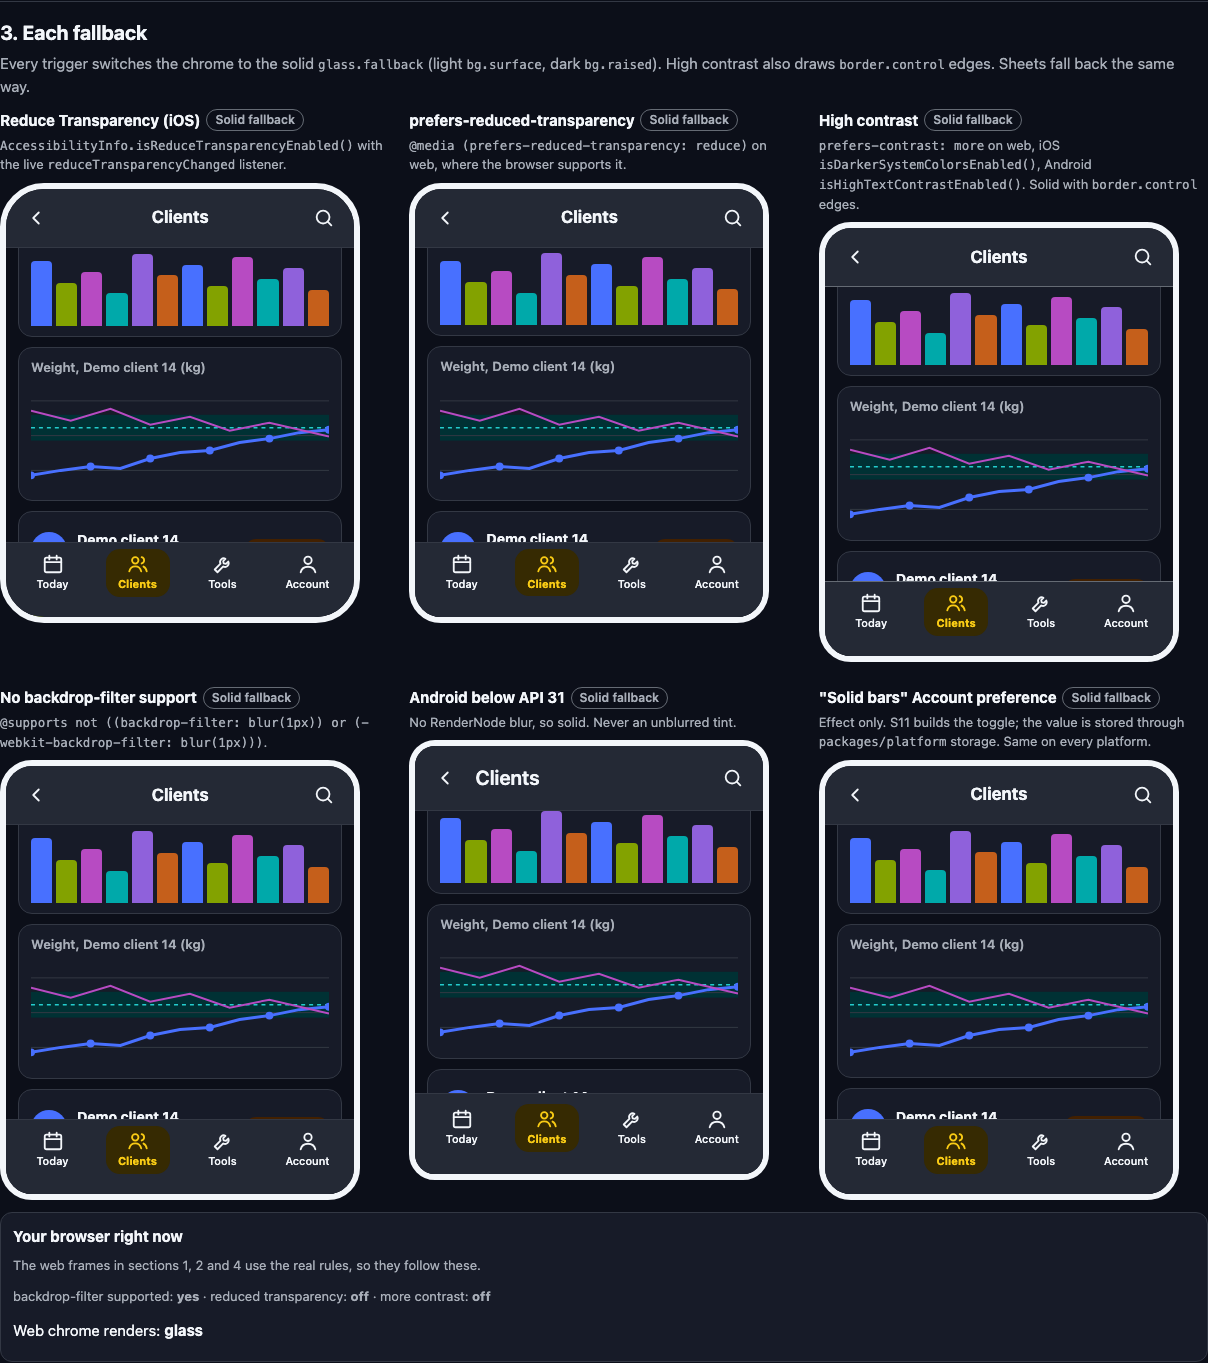 3. Each fallback
Every trigger switches the chrome to the solid glass.fallback (light bg.surface, dark bg.raised). High contrast also draws border.control edges. Sheets fall back the same
way.
Reduce Transparency (iOS) Solid fallback
AccessibilityInfo.isReduceTransparencyEnabled() with
the live reduceTransparencyChanged listener.
Clients
Weight, Demo client 14 (kg)
Demo client 14
Today Clients Tools Account
prefers-reduced-transparency Solid fallback
@media (prefers-reduced-transparency: reduce) on
web, where the browser supports it.
Clients
Weight, Demo client 14 (kg)
Demo client 14
Today Clients Tools Account
High contrast Solid fallback
prefers-contrast: more on web, iOS
isDarkerSystemColorsEnabled(), Android
isHighTextContrastEnabled(). Solid with border.control
edges.
Clients
Weight, Demo client 14 (kg)
Demo client 14
Today Clients Tools Account
No backdrop-filter support Solid fallback
@supports not ((backdrop-filter: blur(1px)) or (-
webkit-backdrop-filter: blur(1px))).
Clients
Weight, Demo client 14 (kg)
Demo client 14
Today Clients Tools Account
Android below API 31 Solid fallback
No RenderNode blur, so solid. Never an unblurred tint.
Clients
Weight, Demo client 14 (kg)
Today Clients Tools Account
"Solid bars" Account preference Solid fallback
Effect only. S11 builds the toggle; the value is stored through
packages/platform storage. Same on every platform.
Clients
Weight, Demo client 14 (kg)
Demo client 14
Today Clients Tools Account
Your browser right now
The web frames in sections 1, 2 and 4 use the real rules, so they follow these.
backdrop-filter supported: yes · reduced transparency: off · more contrast: off
Web chrome renders: glass